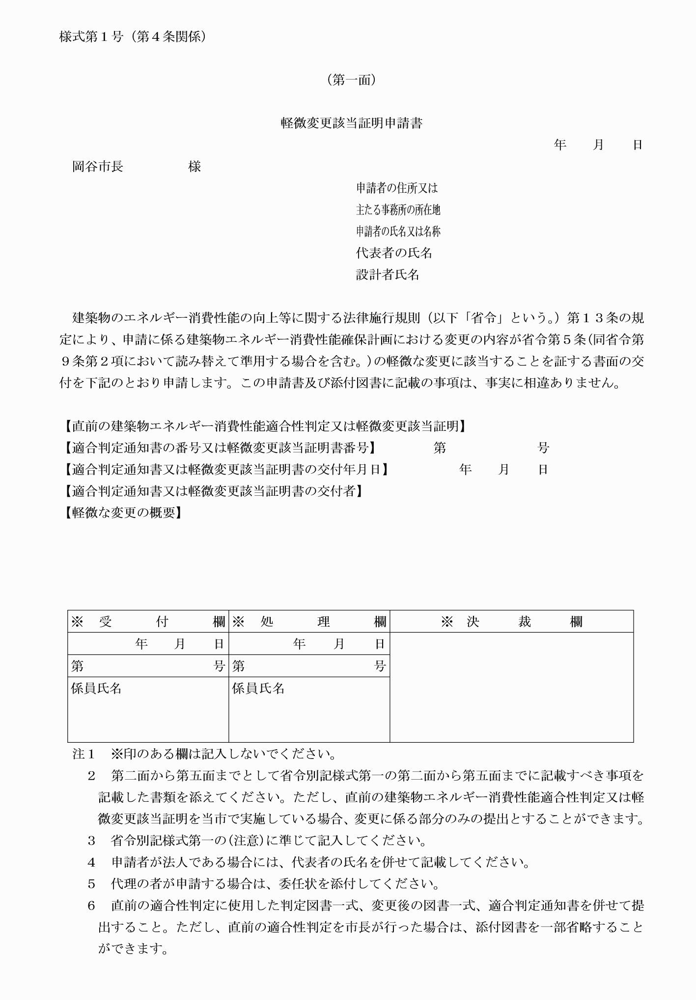 様式第１号（第４条関係）
（第一面）
軽微変更該当証明申請書
年　　月　　日
岡谷市長　　　　　様
申請者の住所又は
主たる事務所の所在地
申請者の氏名又は名称
代表者の氏名
設計者氏名
建築物のエネルギー消費性能の向上等に関する法律施行規則（以下「省令」という。）第１３条の規
定により、申請に係る建築物エネルギー消費性能確保計画における変更の内容が省令第５条（同省令第
９条第２項において読み替えて準用する場合を含む。）の軽微な変更に該当することを証する書面の交
付を下記のとおり申請します。この申請書及び添付図書に記載の事項は、事実に相違ありません。
【直前の建築物エネルギー消費性能適合性判定又は軽微変更該当証明】
【適合判定通知書の番号又は軽微変更該当証明書番号】　　　　第　　　　　　　号
【適合判定通知書又は軽微変更該当証明書の交付年月日】　　　　　年　　月　　日
【適合判定通知書又は軽微変更該当証明書の交付者】
【軽微な変更の概要】
※　受　　　付　　　欄　※　処　　　理　　　欄　※　決　　　裁　　　欄
年　　月　　日　　年　　月　　日
第　　　　　　　　　　号　第　　　　　　　　　　号
係員氏名　係員氏名
注１　※印のある欄は記入しないでください。
２　第二面から第五面までとして省令別記様式第一の第二面から第五面までに記載すべき事項を
記載した書類を添えてください。ただし、直前の建築物エネルギー消費性能適合性判定又は軽
微変更該当証明を当市で実施している場合、変更に係る部分のみの提出とすることができます。
３　省令別記様式第一の（注意）に準じて記入してください。
４　申請者が法人である場合には、代表者の氏名を併せて記載してください。
５　代理の者が申請する場合は、委任状を添付してください。
６　直前の適合性判定に使用した判定図書一式、変更後の図書一式、適合判定通知書を併せて提
出すること。ただし、直前の適合性判定を市長が行った場合は、添付図書を一部省略すること
ができます。